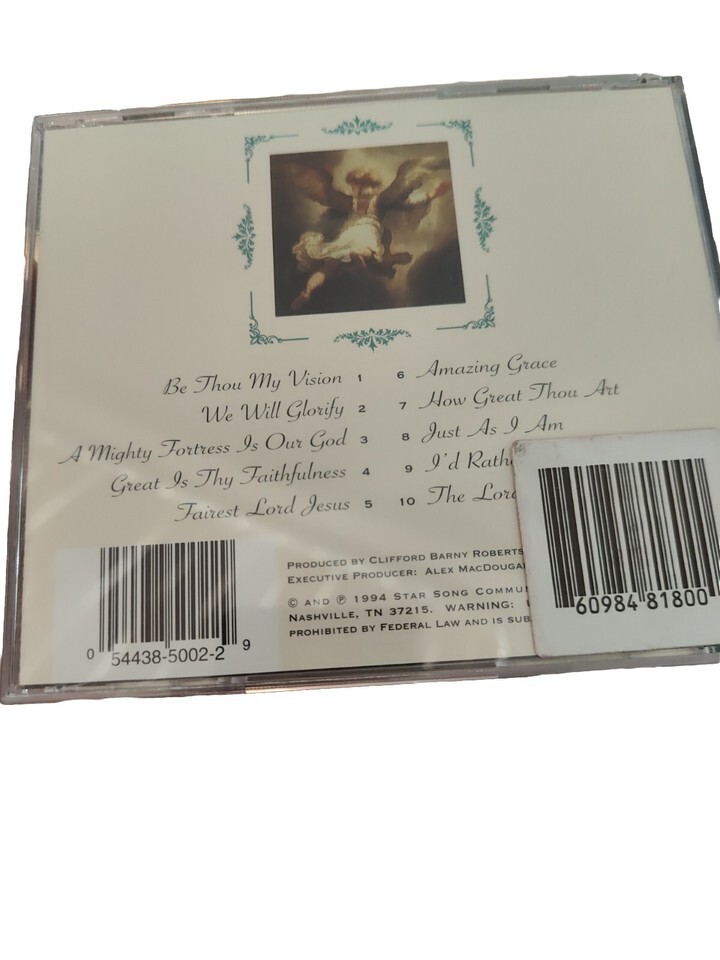 Be Thou My Vision 1
We Will Glorify 2
A Mighty Fortress Is Our God 3
Great Is Thy Faithfulness 4
Fairest Lord Jesus 5
6 Amazing Grace
7 How Great Thou Art
8 Just As I Am
9 I'd
10 The
PRODUCED BY CLIFFORD BARNY ROBERTS
EXECUTIVE PRODUCER: ALEX
© AND ℗ 1994 STAR SONG
NASHVILLE, TN 37215. WARNING:
PROHIBITED BY FEDERAL LAW AND IS
0 54438-5002-2 9
60984 81800